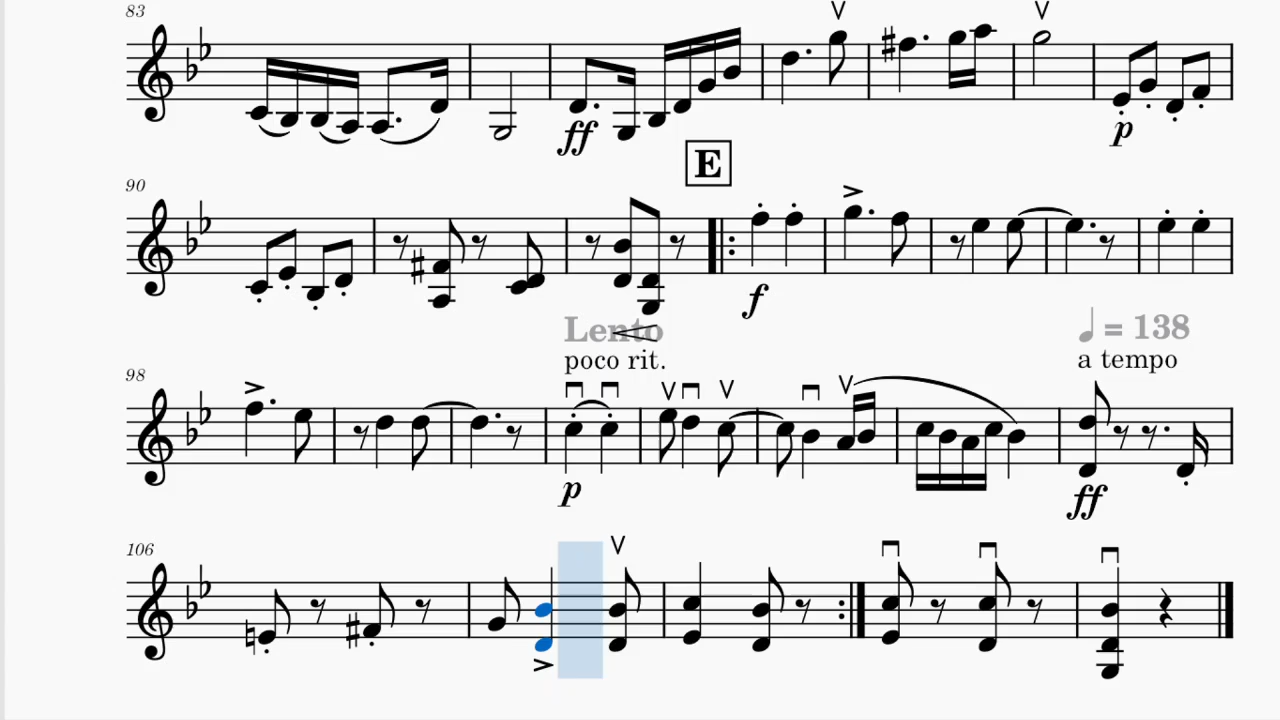 83
ff
p
E
90
f
Lento
♩ = 138
poco rit.
a tempo
98
p
ff
106